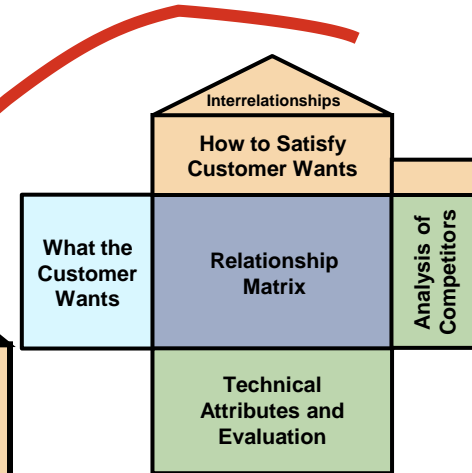 Interrelationships
How to Satisfy
Customer Wants
What the
Customer
Wants
Relationship
Matrix
Analysis of
Competitors
Technical
Attributes and
Evaluation